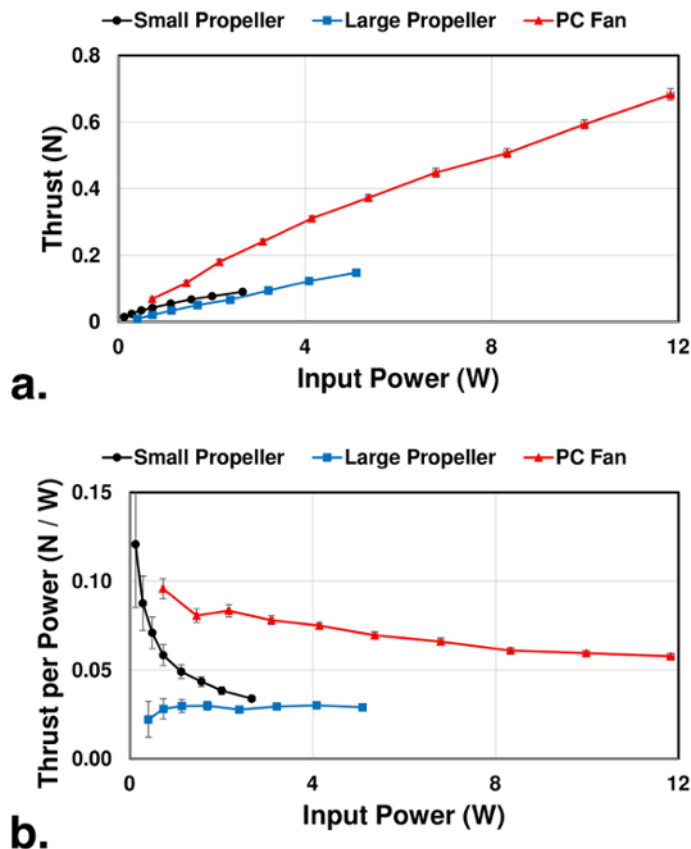 Small Propeller Large Propeller PC Fan
0.8
0.6
0.4
0.2
0
Thrust (N)
0 4 8 12
Input Power (W)
a.
Small Propeller Large Propeller PC Fan
0.15
0.10
0.05
0.00
Thrust per Power (N / W)
0 4 8 12
Input Power (W)
b.